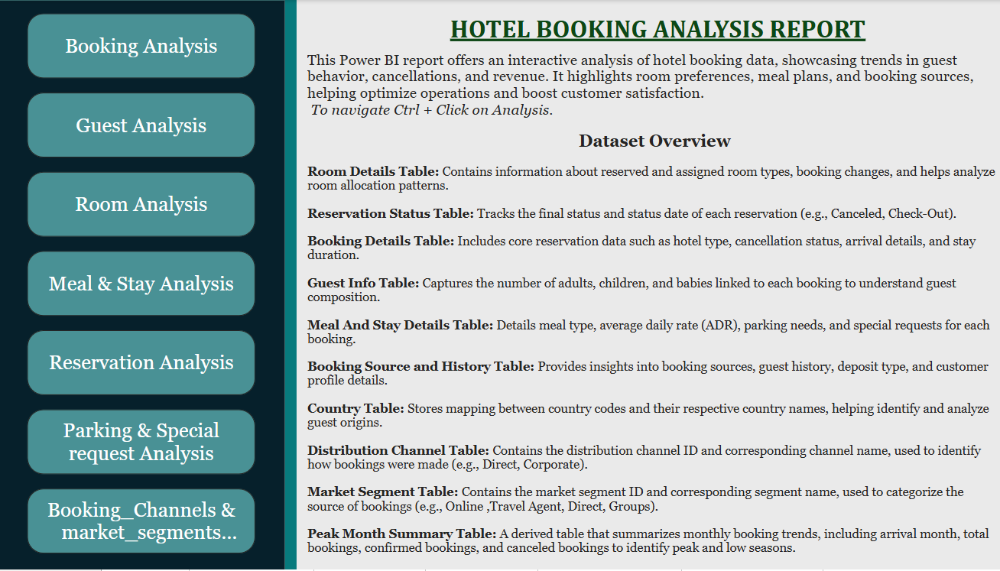 Booking Analysis
Guest Analysis
Room Analysis
Meal & Stay Analysis
Reservation Analysis
Parking & Special
request Analysis
Booking_Channels &
market_segments...
HOTEL BOOKING ANALYSIS REPORT
This Power BI report offers an interactive analysis of hotel booking data, showcasing trends in guest
behavior, cancellations, and revenue. It highlights room preferences, meal plans, and booking sources,
helping optimize operations and boost customer satisfaction.
To navigate Ctrl + Click on Analysis.
Dataset Overview
Room Details Table: Contains information about reserved and assigned room types, booking changes, and helps analyze
room allocation patterns.
Reservation Status Table: Tracks the final status and status date of each reservation (e.g., Canceled, Check-Out).
Booking Details Table: Includes core reservation data such as hotel type, cancellation status, arrival details, and stay
duration.
Guest Info Table: Captures the number of adults, children, and babies linked to each booking to understand guest
composition.
Meal And Stay Details Table: Details meal type, average daily rate (ADR), parking needs, and special requests for each
booking.
Booking Source and History Table: Provides insights into booking sources, guest history, deposit type, and customer
profile details.
Country Table: Stores mapping between country codes and their respective country names, helping identify and analyze
guest origins.
Distribution Channel Table: Contains the distribution channel ID and corresponding channel name, used to identify
how bookings were made (e.g., Direct, Corporate).
Market Segment Table: Contains the market segment ID and corresponding segment name, used to categorize the
source of bookings (e.g., Online ,Travel Agent, Direct, Groups).
Peak Month Summary Table: A derived table that summarizes monthly booking trends, including arrival month, total
bookings, confirmed bookings, and canceled bookings to identify peak and low seasons.